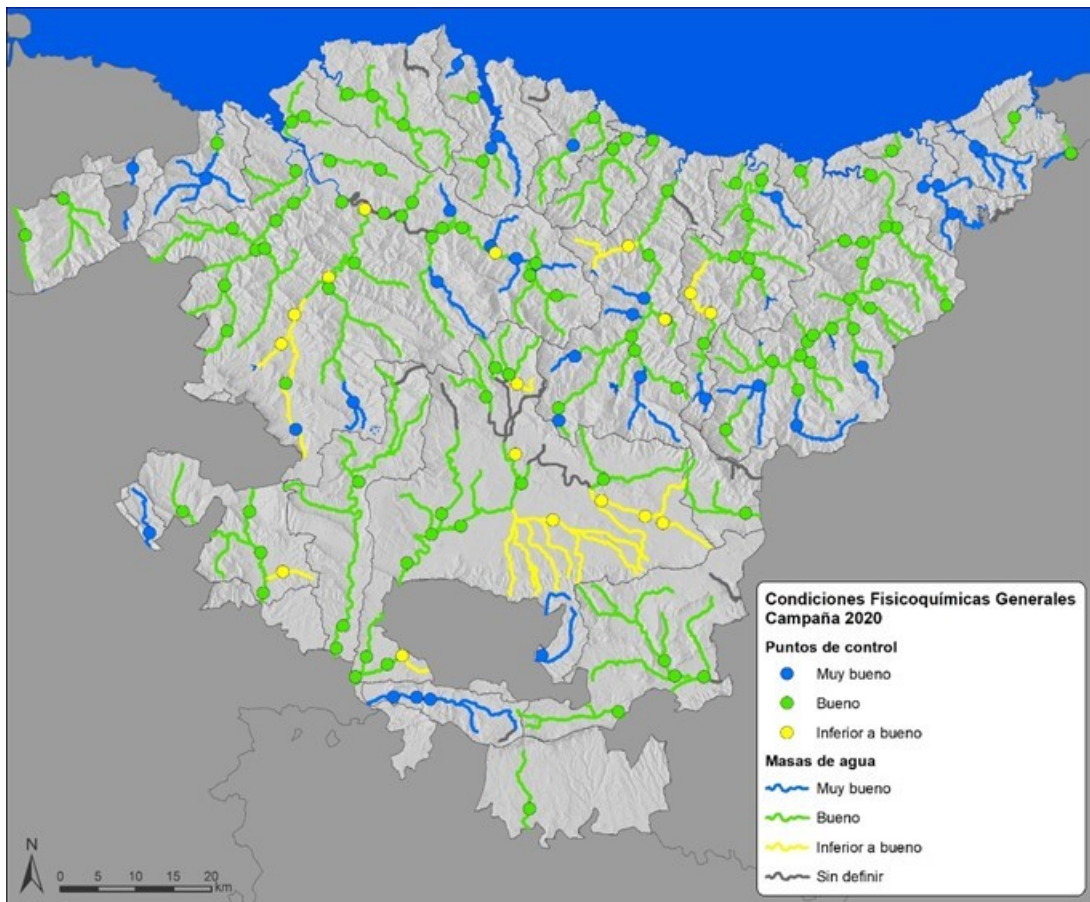 Condiciones Fisicoquímicas Generales
Campaña 2020
Puntos de control
Muy bueno
Bueno
Inferior a bueno
Masas de agua
Muy bueno
Bueno
Inferior a bueno
Sin definir
N
0 5 10 15 20
km